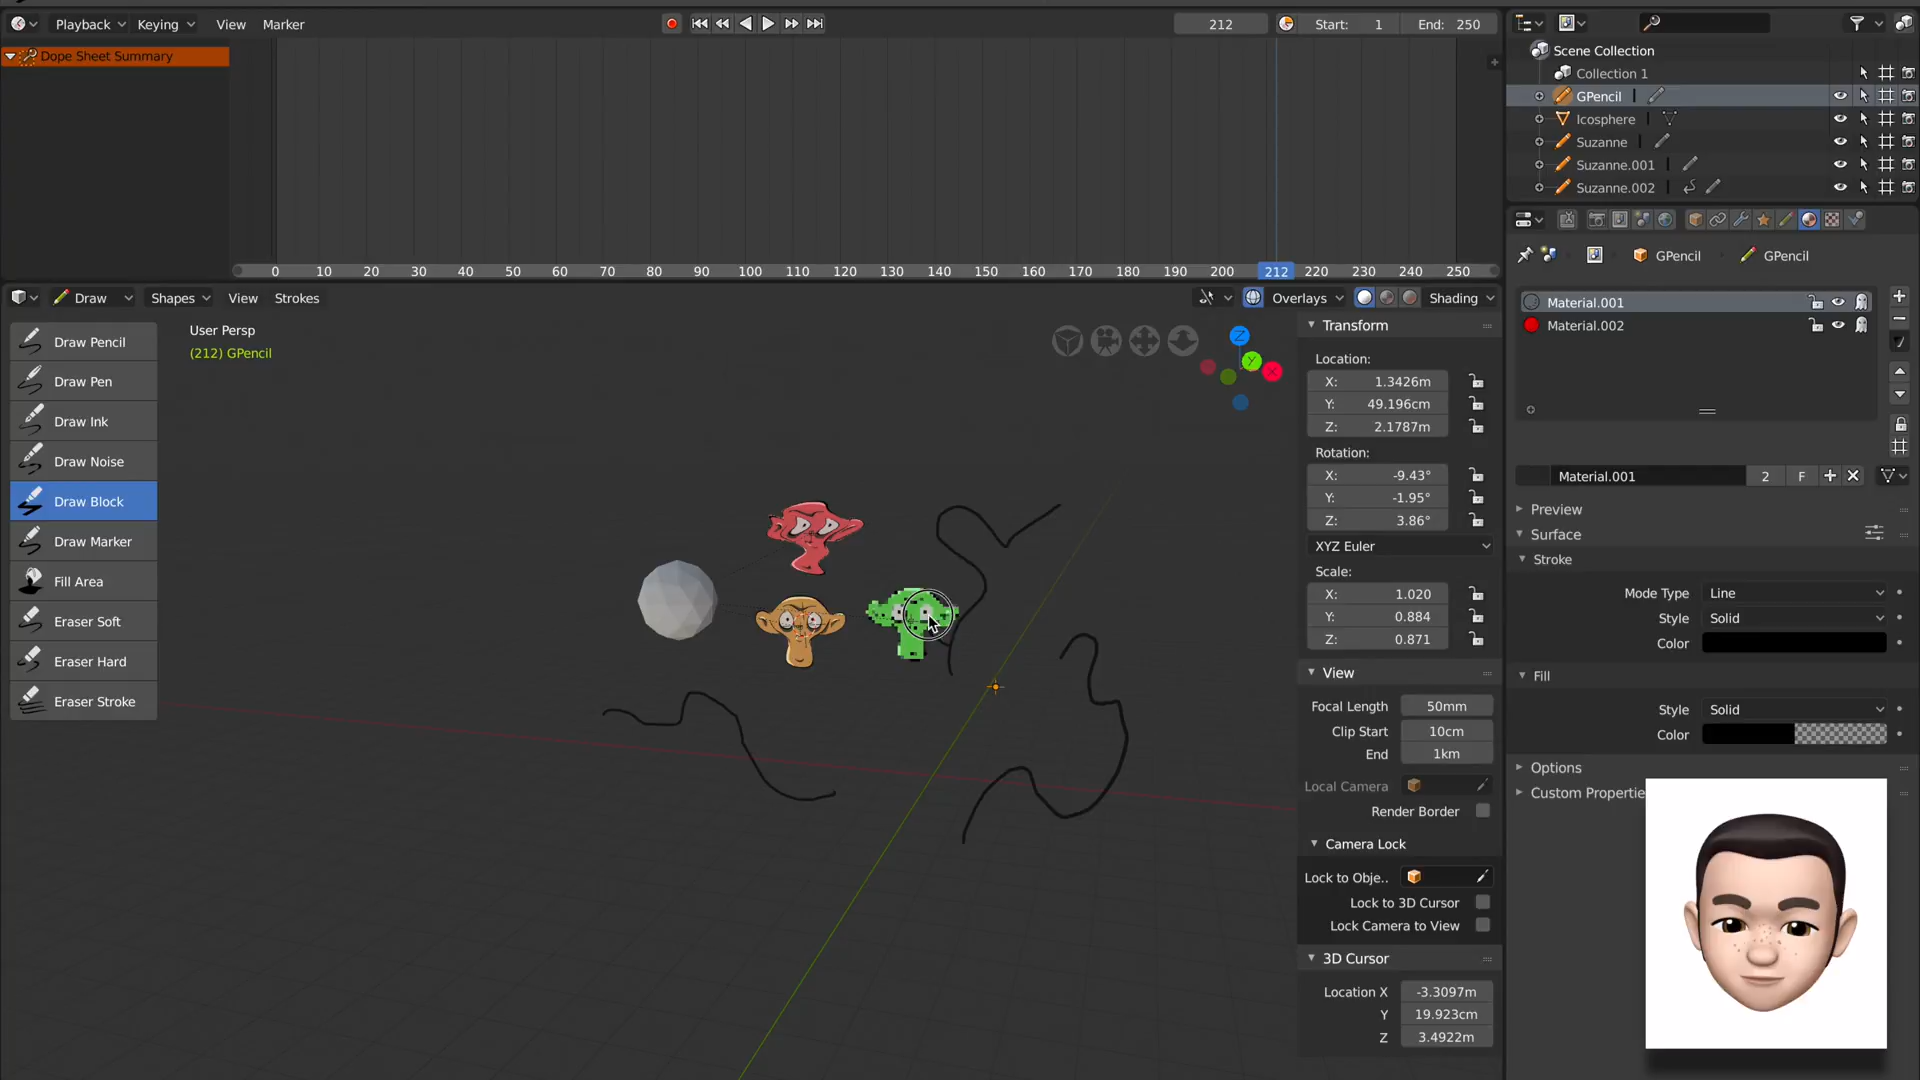 Playback Keying View Marker 212 Start: 1 End: 250
Dope Sheet Summary
0 10 20 30 40 50 60 70 80 90 100 110 120 130 140 150 160 170 180 190 200 212 220 230 240 250
Draw Shapes View Strokes Overlays Shading
User Persp
(212) GPencil
Draw Pencil
Draw Pen
Draw Ink
Draw Noise
Draw Block
Draw Marker
Fill Area
Eraser Soft
Eraser Hard
Eraser Stroke
Z
Y
X
Transform
Location:
X: 1.3426m
Y: 49.196cm
Z: 2.1787m
Rotation:
X: -9.43°
Y: -1.95°
Z: 3.86°
XYZ Euler
Scale:
X: 1.020
Y: 0.884
Z: 0.871
View
Focal Length 50mm
Clip Start 10cm
End 1km
Local Camera
Render Border
Camera Lock
Lock to Obje..
Lock to 3D Cursor
Lock Camera to View
3D Cursor
Location X -3.3097m
Y 19.923cm
Z 3.4922m
Scene Collection
Collection 1
GPencil
Icosphere
Suzanne
Suzanne.001
Suzanne.002
GPencil GPencil
Material.001
Material.002
Material.001 2 F
Preview
Surface
Stroke
Mode Type Line
Style Solid
Color
Fill
Style Solid
Color
Options
Custom Propertie